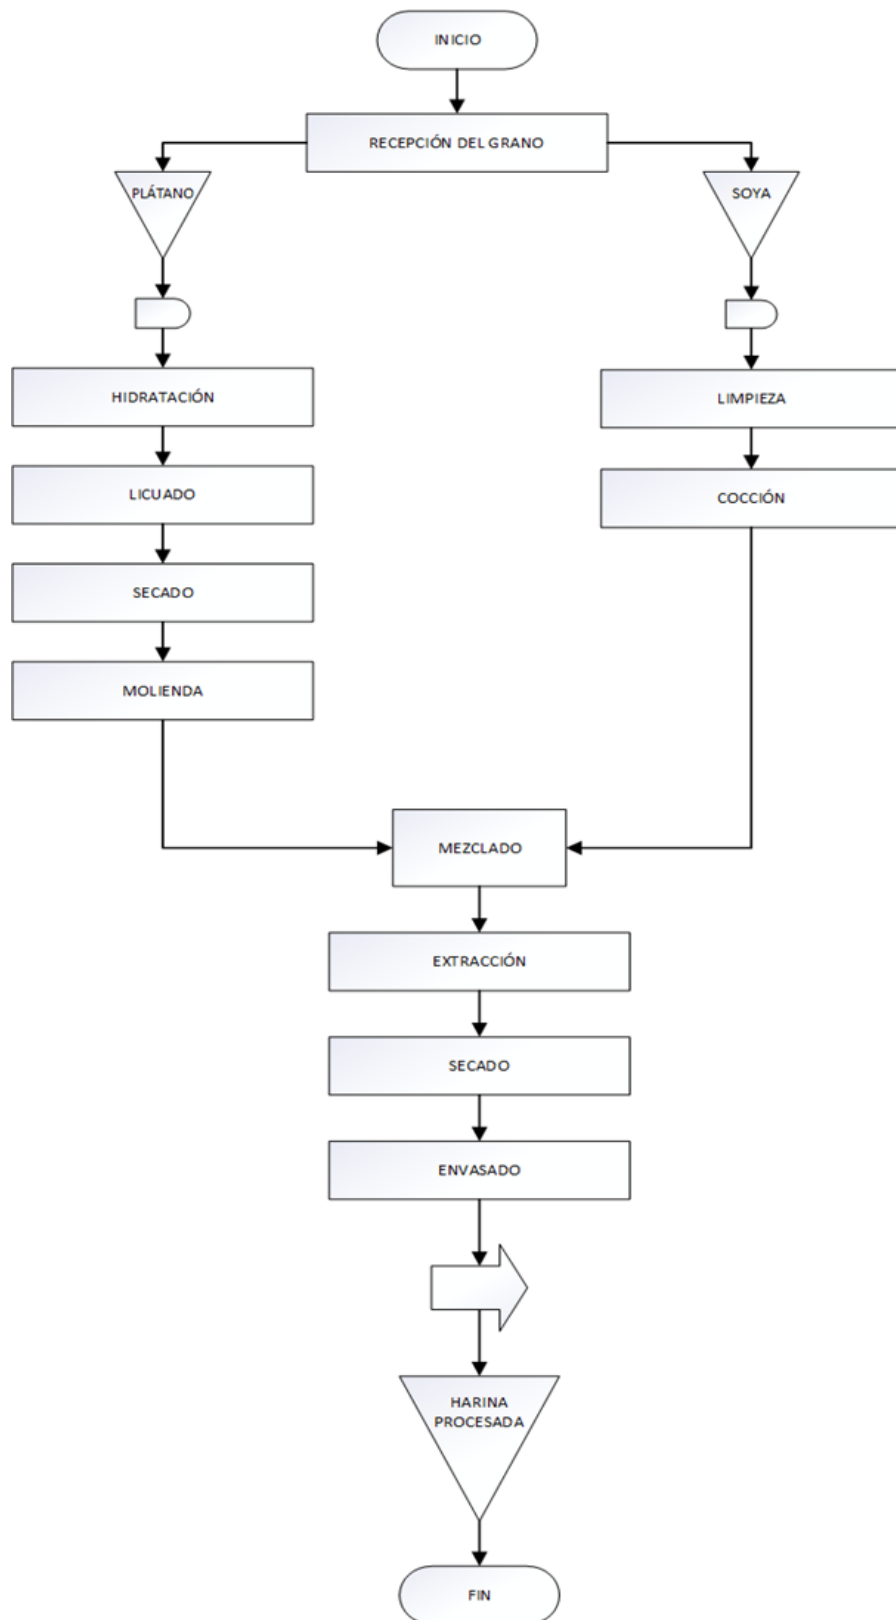 INICIO
RECEPCIÓN DEL GRANO
PLÁTANO
SOYA
HIDRATACIÓN
LIMPIEZA
LICUADO
COCCIÓN
SECADO
MOLIENDA
MEZCLADO
EXTRACCIÓN
SECADO
ENVASADO
HARINA
PROCESADA
FIN